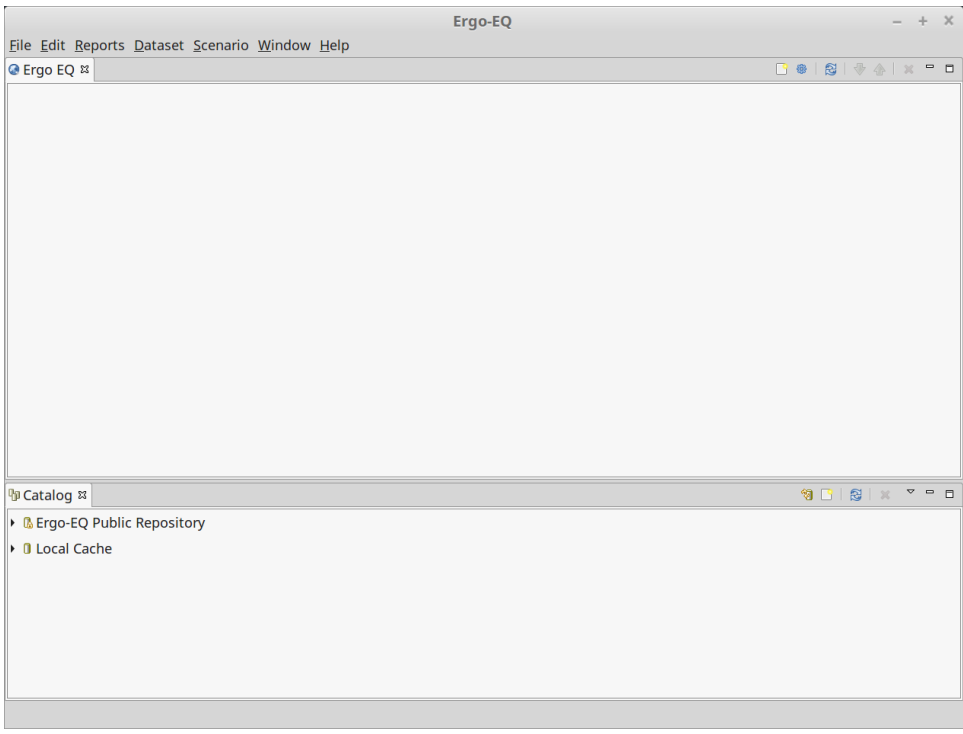 Ergo-EQ
File Edit Reports Dataset Scenario Window Help
Ergo EQ
Catalog
Ergo-EQ Public Repository
Local Cache